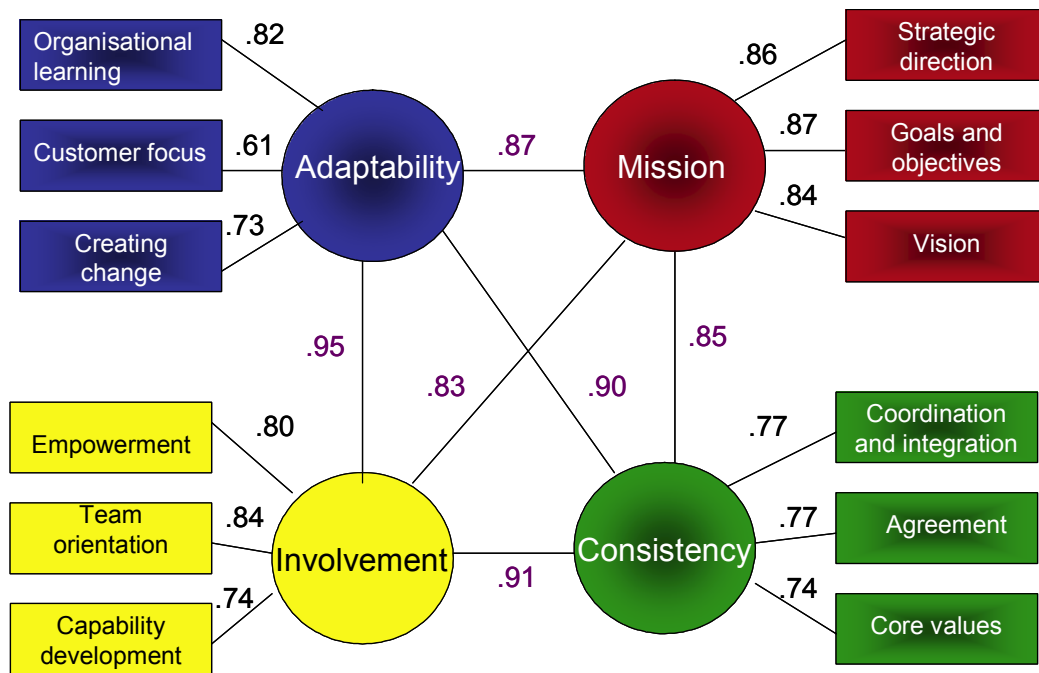 Organisational
learning
.82
Customer focus
.61
Creating
change
.73
Adaptability
.87
Mission
.86
Strategic
direction
.87
Goals and
objectives
.84
Vision
.95
.83
.90
.85
Empowerment
.80
Team
orientation
.84
Capability
development
.74
Involvement
.91
Consistency
.77
Coordination
and integration
.77
Agreement
.74
Core values